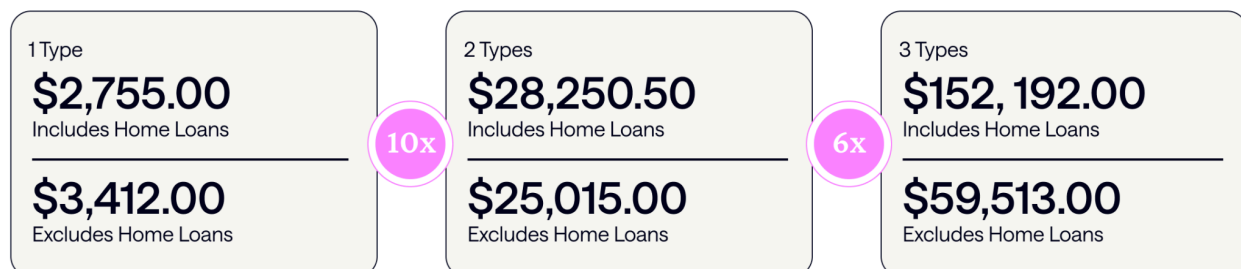 1 Type
$2,755.00
Includes Home Loans
$3,412.00
Excludes Home Loans
10x
2 Types
$28,250.50
Includes Home Loans
$25,015.00
Excludes Home Loans
6x
3 Types
$152, 192.00
Includes Home Loans
$59,513.00
Excludes Home Loans